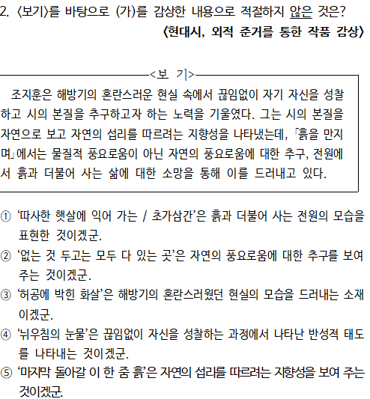 2. <보기>를 바탕으로 (가)를 감상한 내용으로 적절하지 않은 것은?
<현대시, 외적 준거를 통한 작품 감상>
<보 기>
조지훈은 해방기의 혼란스러운 현실 속에서 끊임없이 자기 자신을 성찰
하고 시의 본질을 추구하고자 하는 노력을 기울였다. 그는 시의 본질을
자연으로 보고 자연의 섭리를 따르려는 지향성을 나타냈는데, 「흙을 만지
며」에서는 물질적 풍요로움이 아닌 자연의 풍요로움에 대한 추구, 전원에
서 흙과 더불어 사는 삶에 대한 소망을 통해 이를 드러내고 있다.
① ‘따사한 햇살에 익어 가는 / 초가삼간’은 흙과 더불어 사는 전원의 모습을
표현한 것이겠군.
② ‘없는 것 두고는 모두 다 있는 곳’은 자연의 풍요로움에 대한 추구를 보여
주는 것이겠군.
③ ‘허공에 박힌 화살’은 해방기의 혼란스러웠던 현실의 모습을 드러내는 소재
이겠군.
④ ‘뉘우침의 눈물’은 끊임없이 자신을 성찰하는 과정에서 나타난 반성적 태도
를 나타내는 것이겠군.
⑤ ‘마지막 돌아갈 이 한 줌 흙’은 자연의 섭리를 따르려는 지향성을 보여 주는
것이겠군.